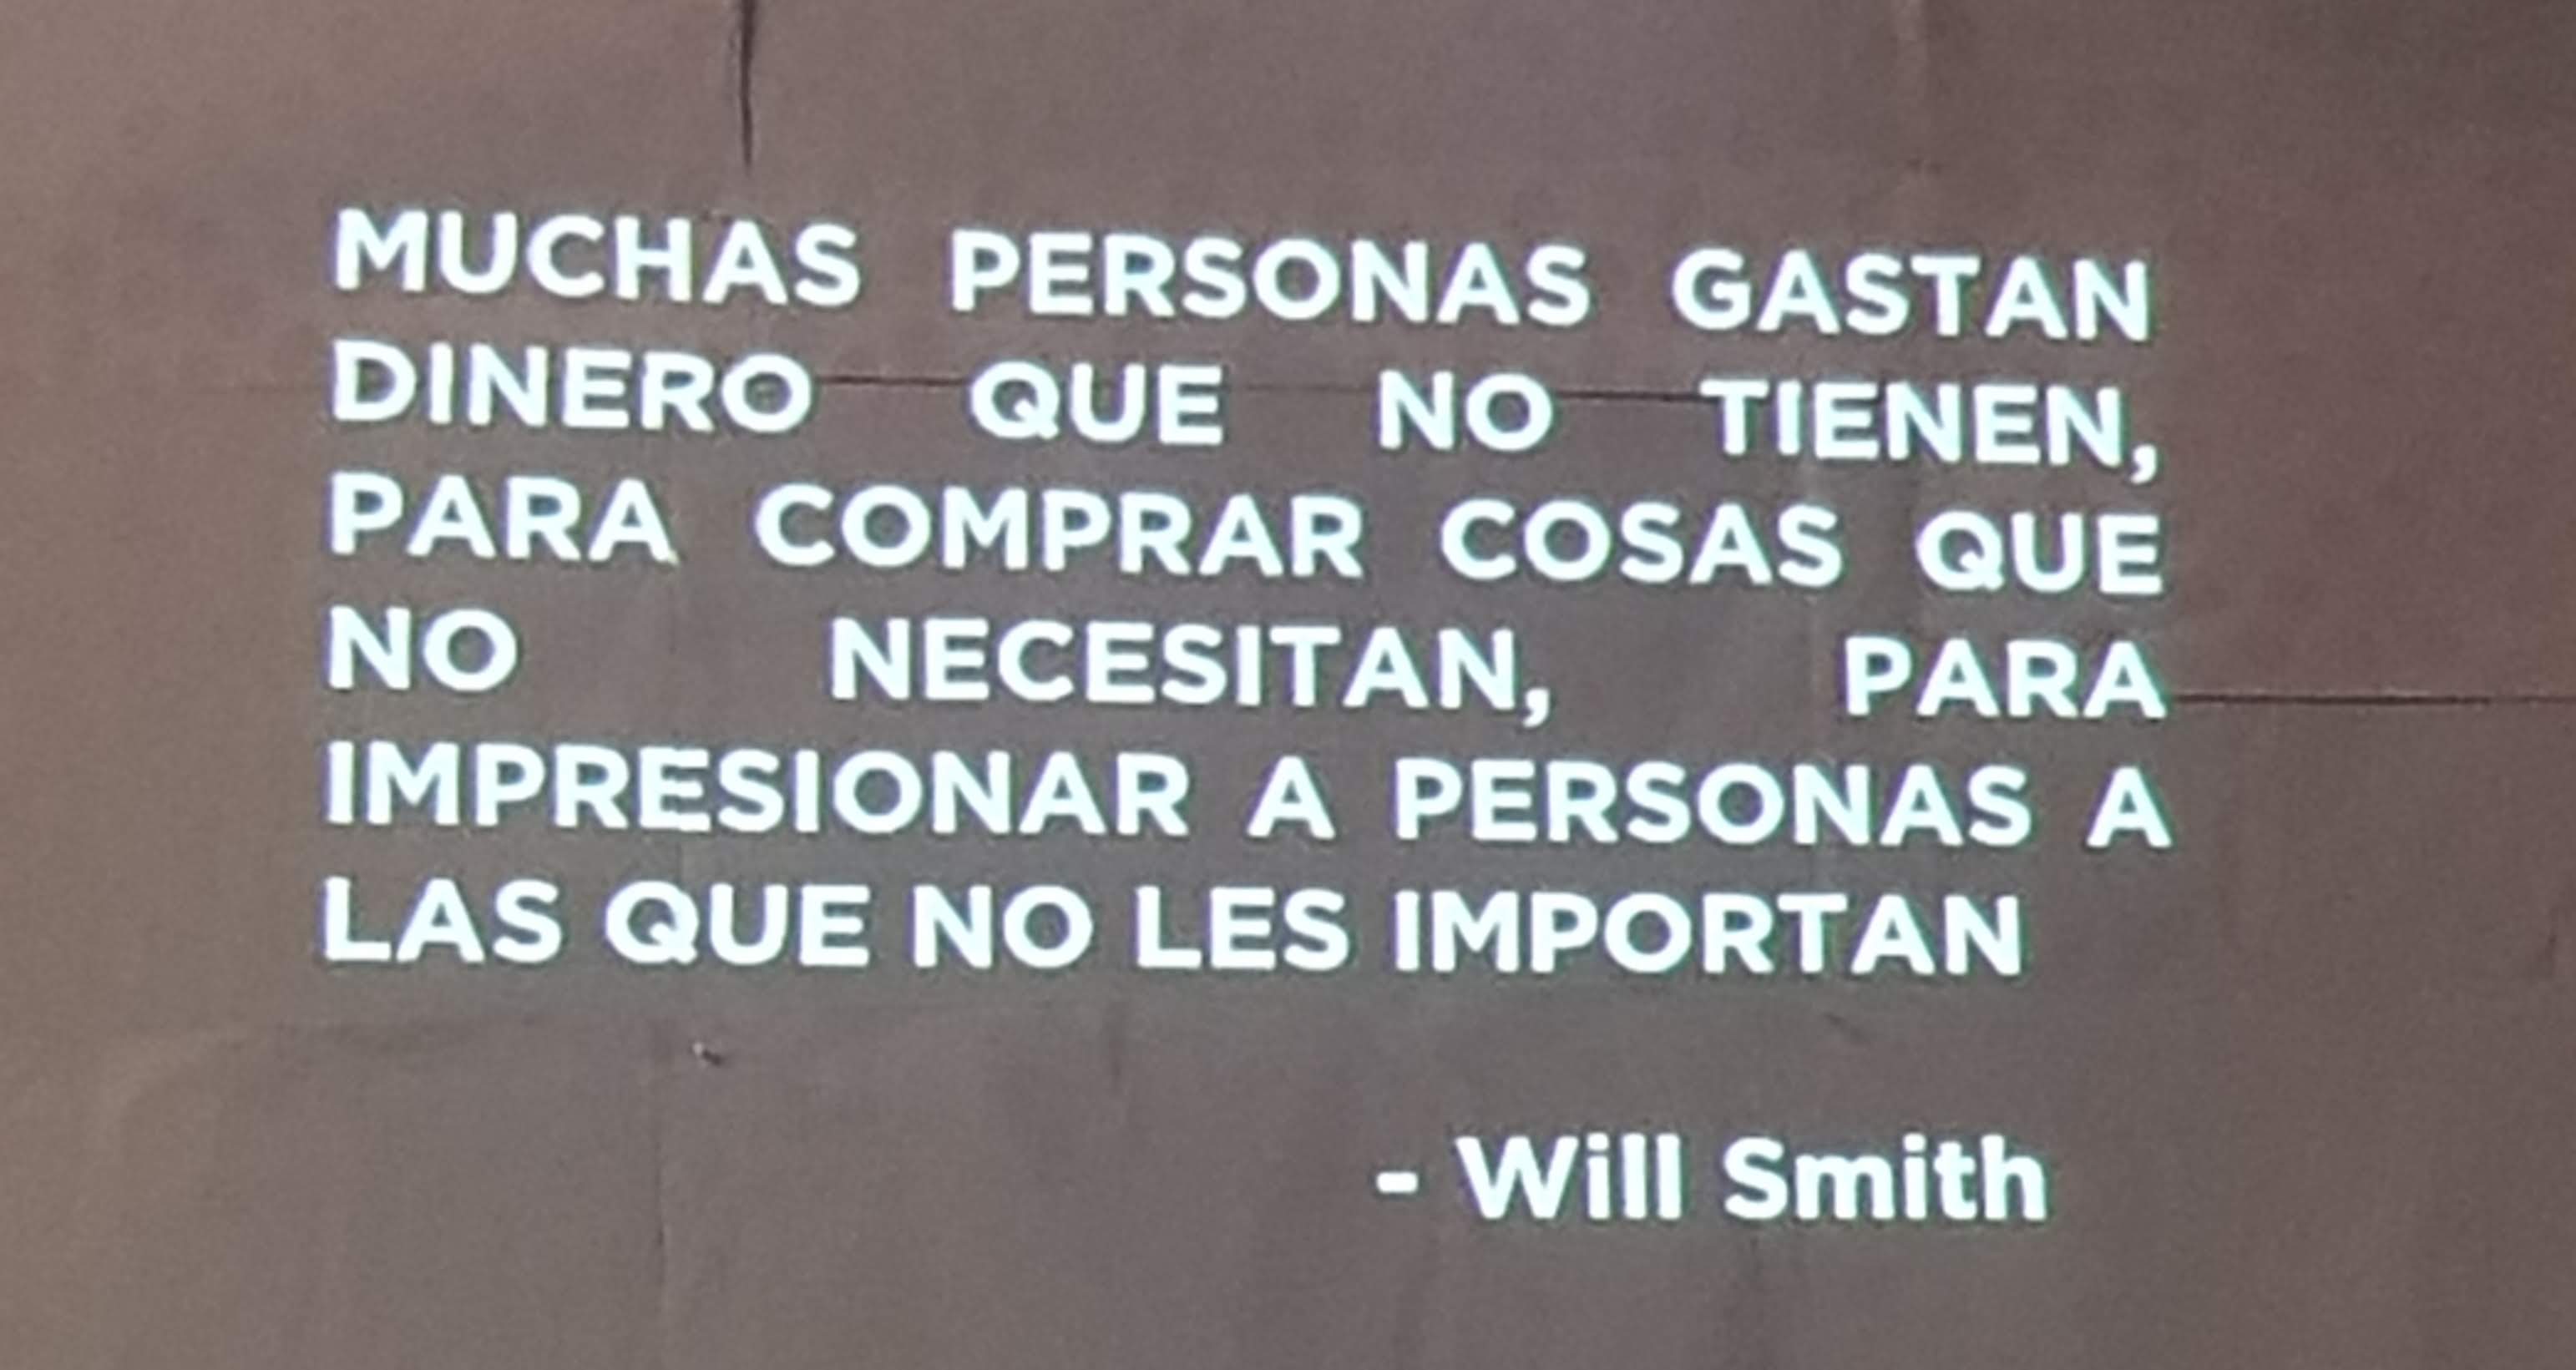 MUCHAS PERSONAS GASTAN
DINERO QUE NO TIENEN,
PARA COMPRAR COSAS QUE
NO NECESITAN, PARA
IMPRESIONAR A PERSONAS A
LAS QUE NO LES IMPORTAN
- Will Smith